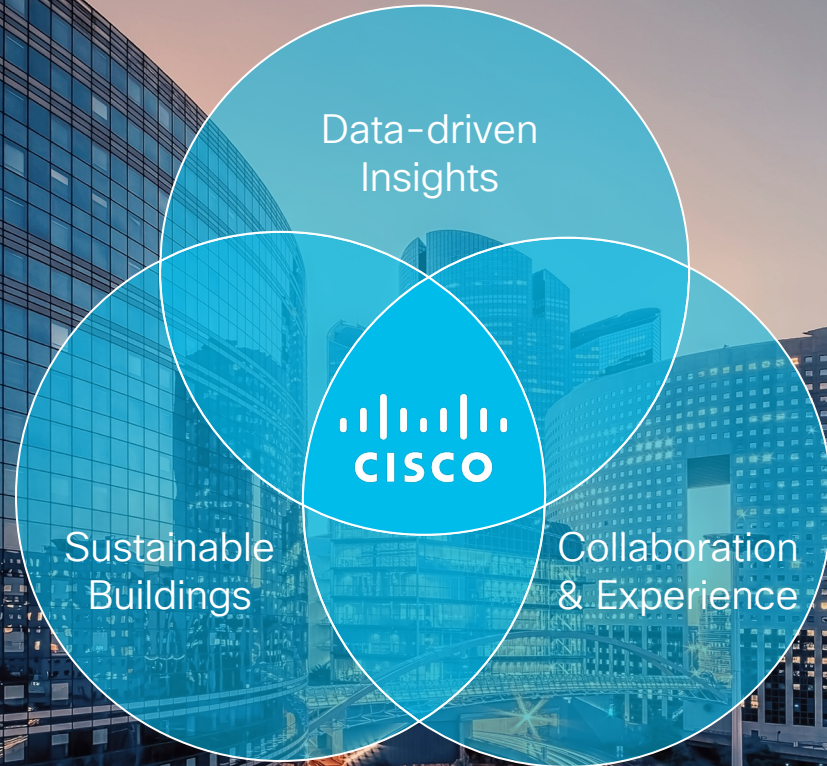 Data-driven
Insights
CISCO
Sustainable
Buildings
Collaboration
& Experience